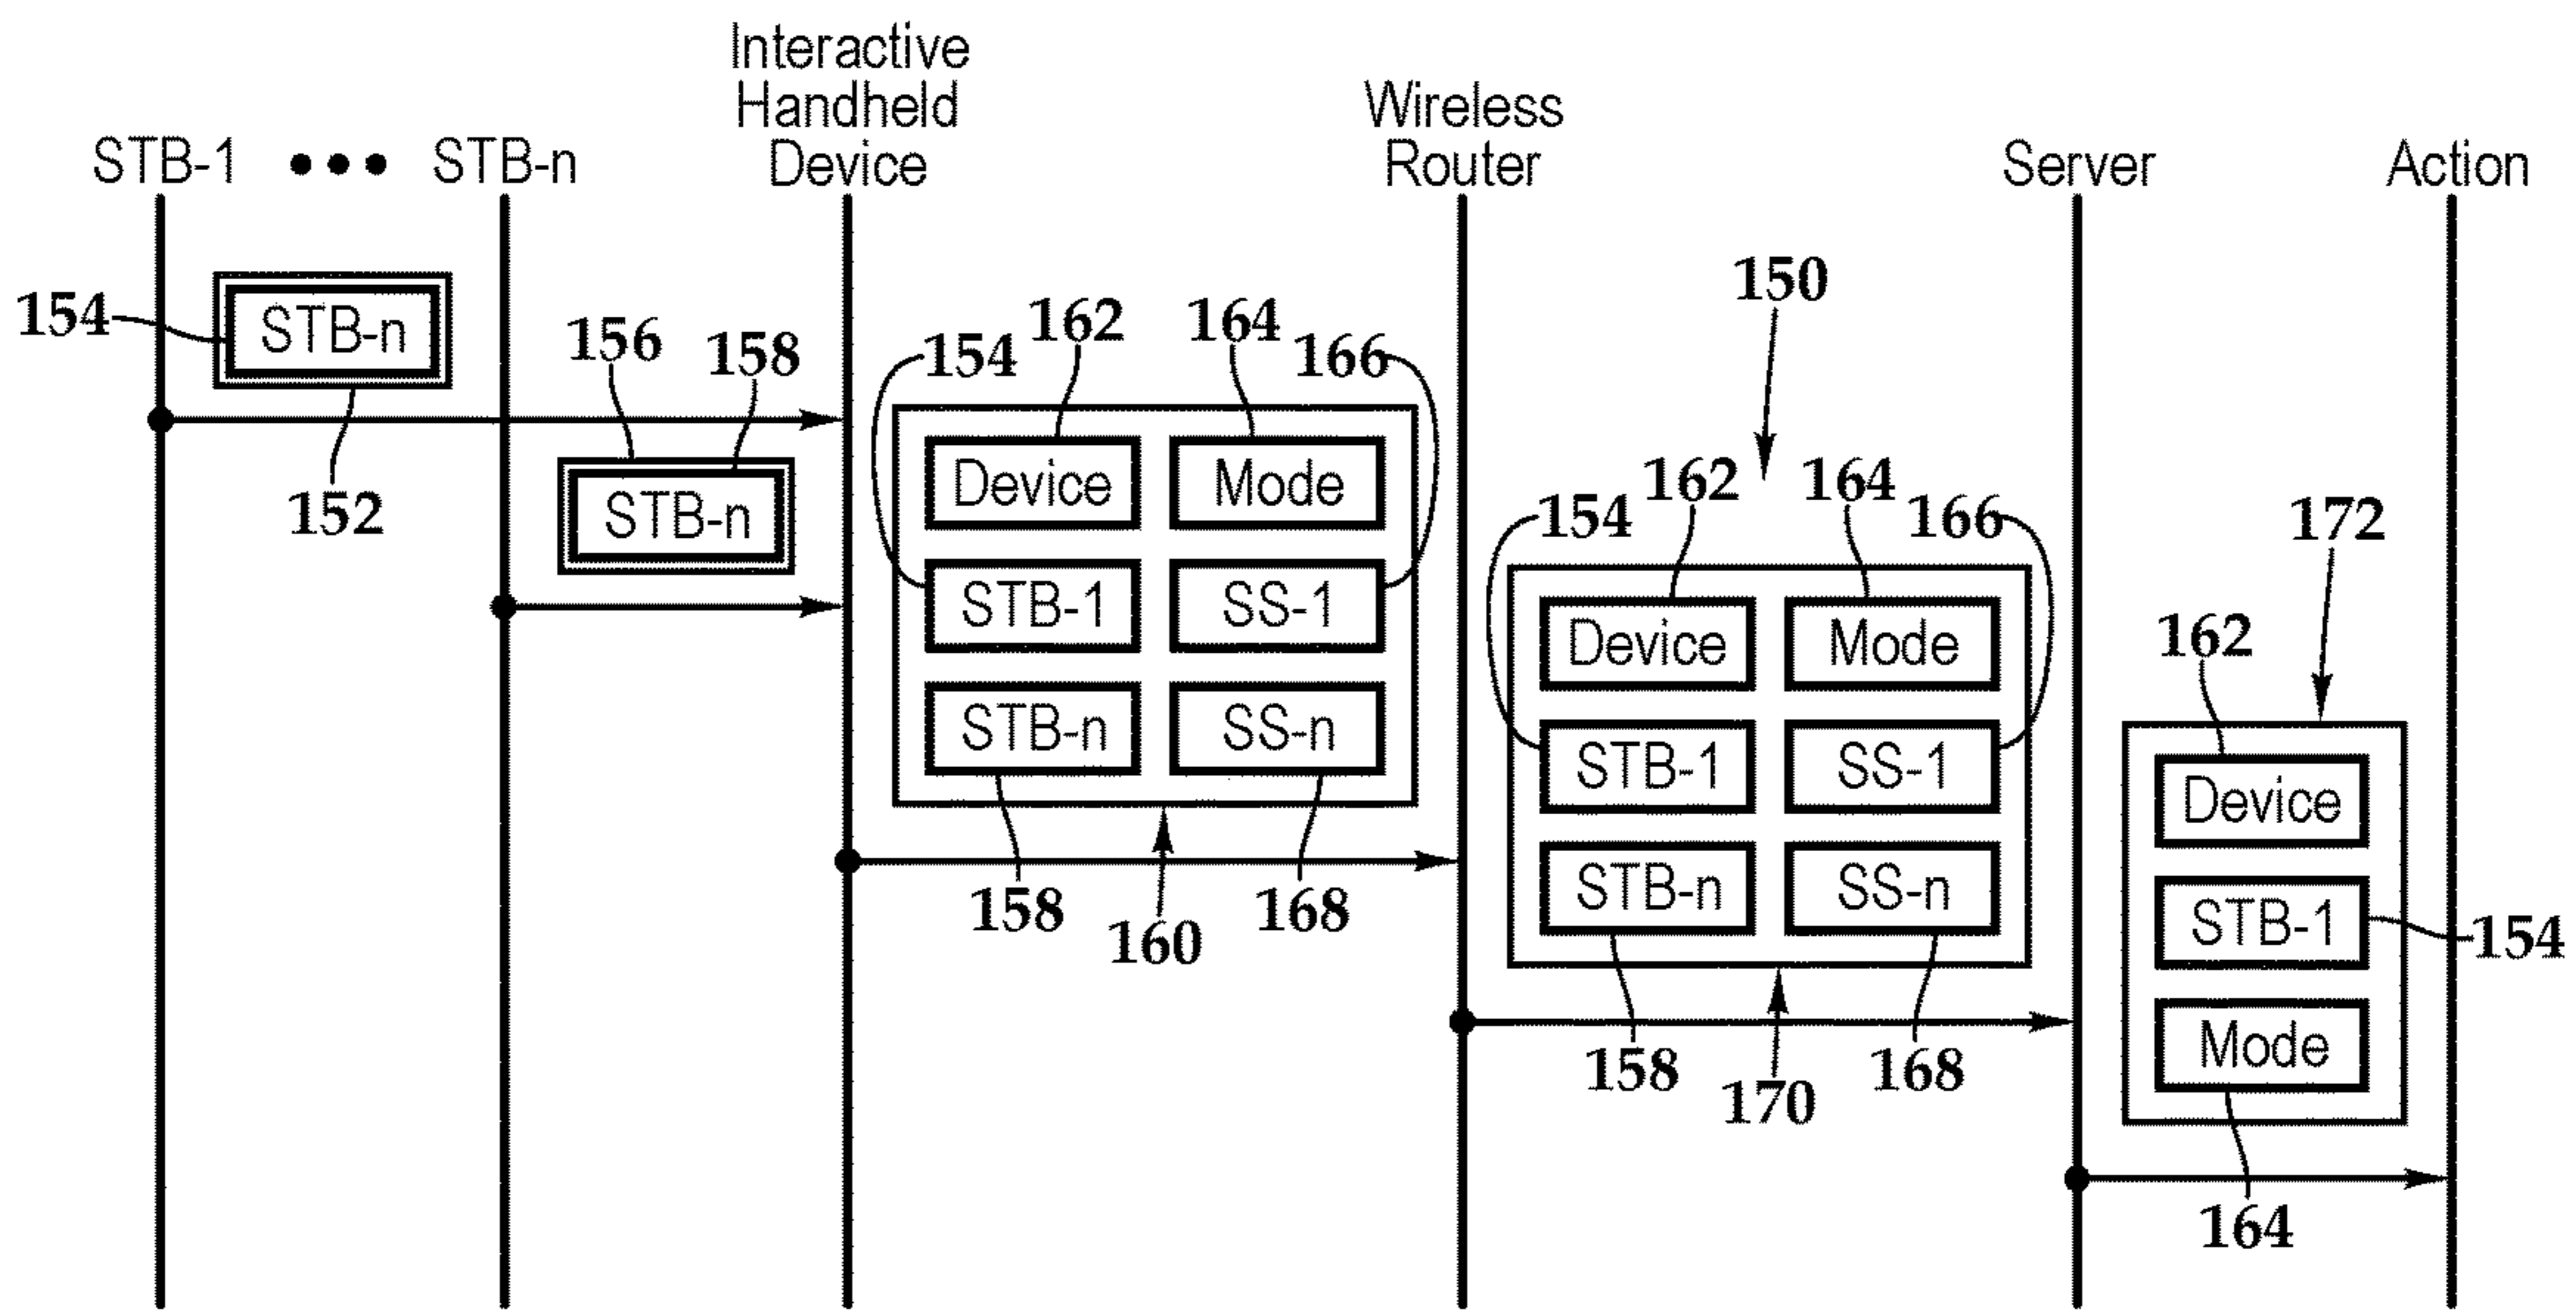 Interactive
Handheld
Device
Wireless
Router
STB-1 ••• STB-n
Server
Action
154
STB-n
152
156
158
STB-n
154
162
164
166
Device
Mode
STB-1
SS-1
STB-n
SS-n
158
160
168
150
154
162
164
166
Device
Mode
STB-1
SS-1
STB-n
SS-n
158
170
168
172
162
Device
STB-1
154
Mode
164